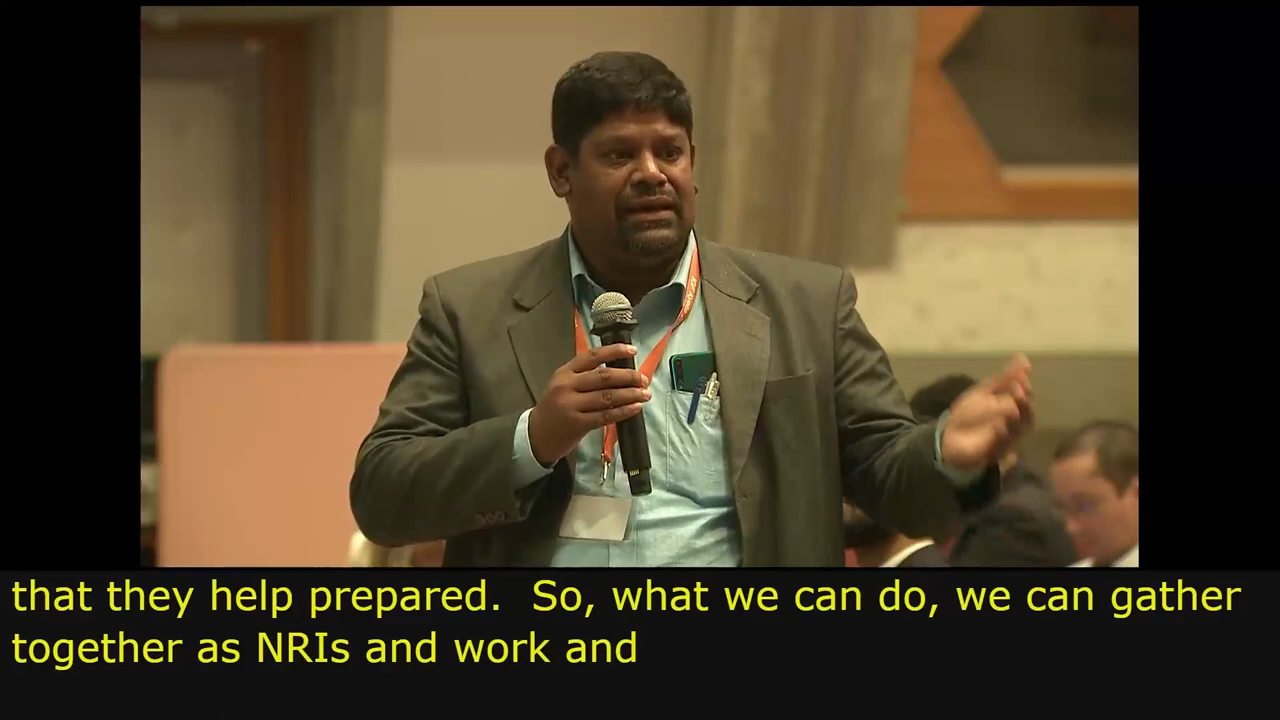 that they help prepared.  So, what we can do, we can gather
together as NRIs and work and